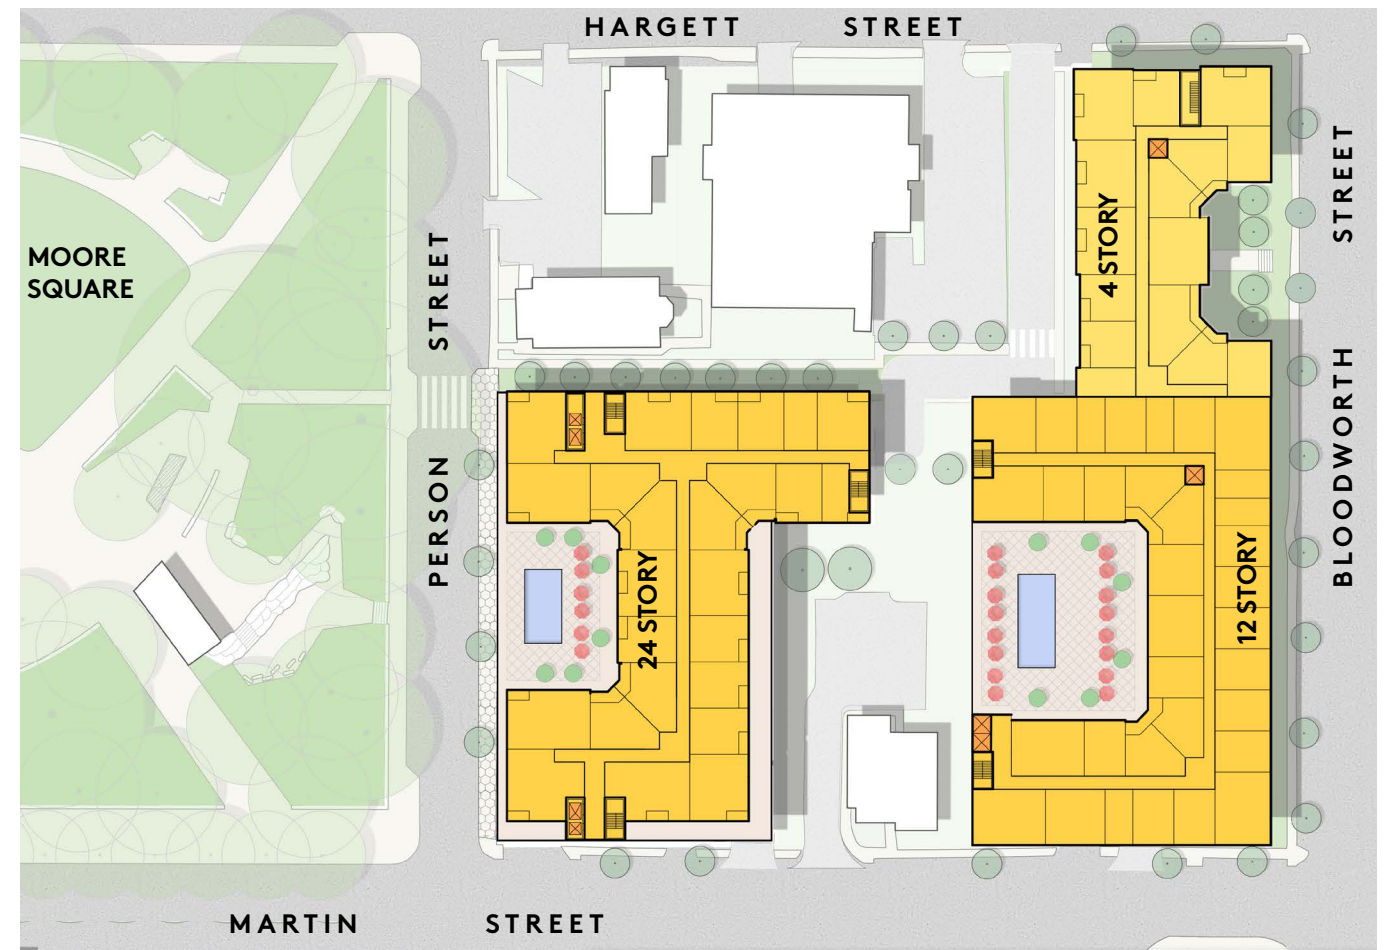 HARGETT STREET
MOORE
SQUARE
PERSON STREET
4 STORY
24 STORY
12 STORY
BLOODWORTH STREET
MARTIN STREET